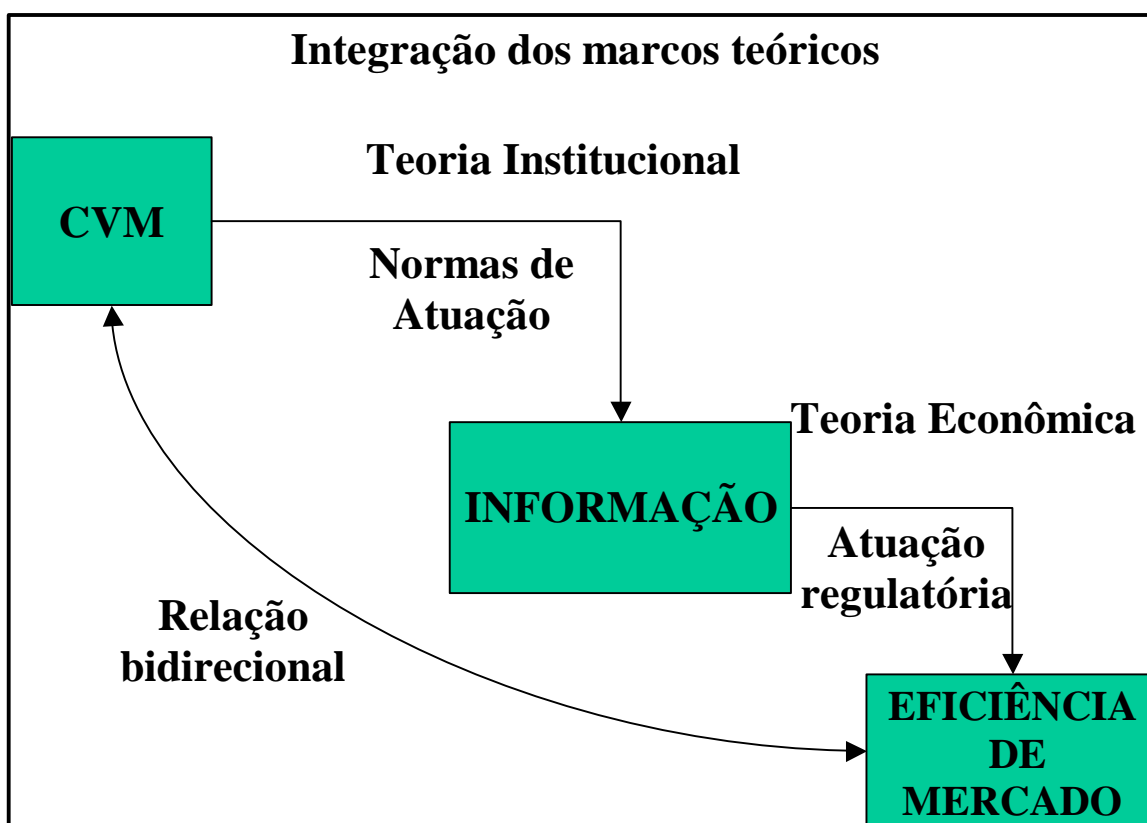 Integração dos marcos teóricos
Teoria Institucional
CVM
Normas de
Atuação
Teoria Econômica
INFORMAÇÃO
Atuação
regulatória
Relação
bidirecional
EFICIÊNCIA
DE
MERCADO